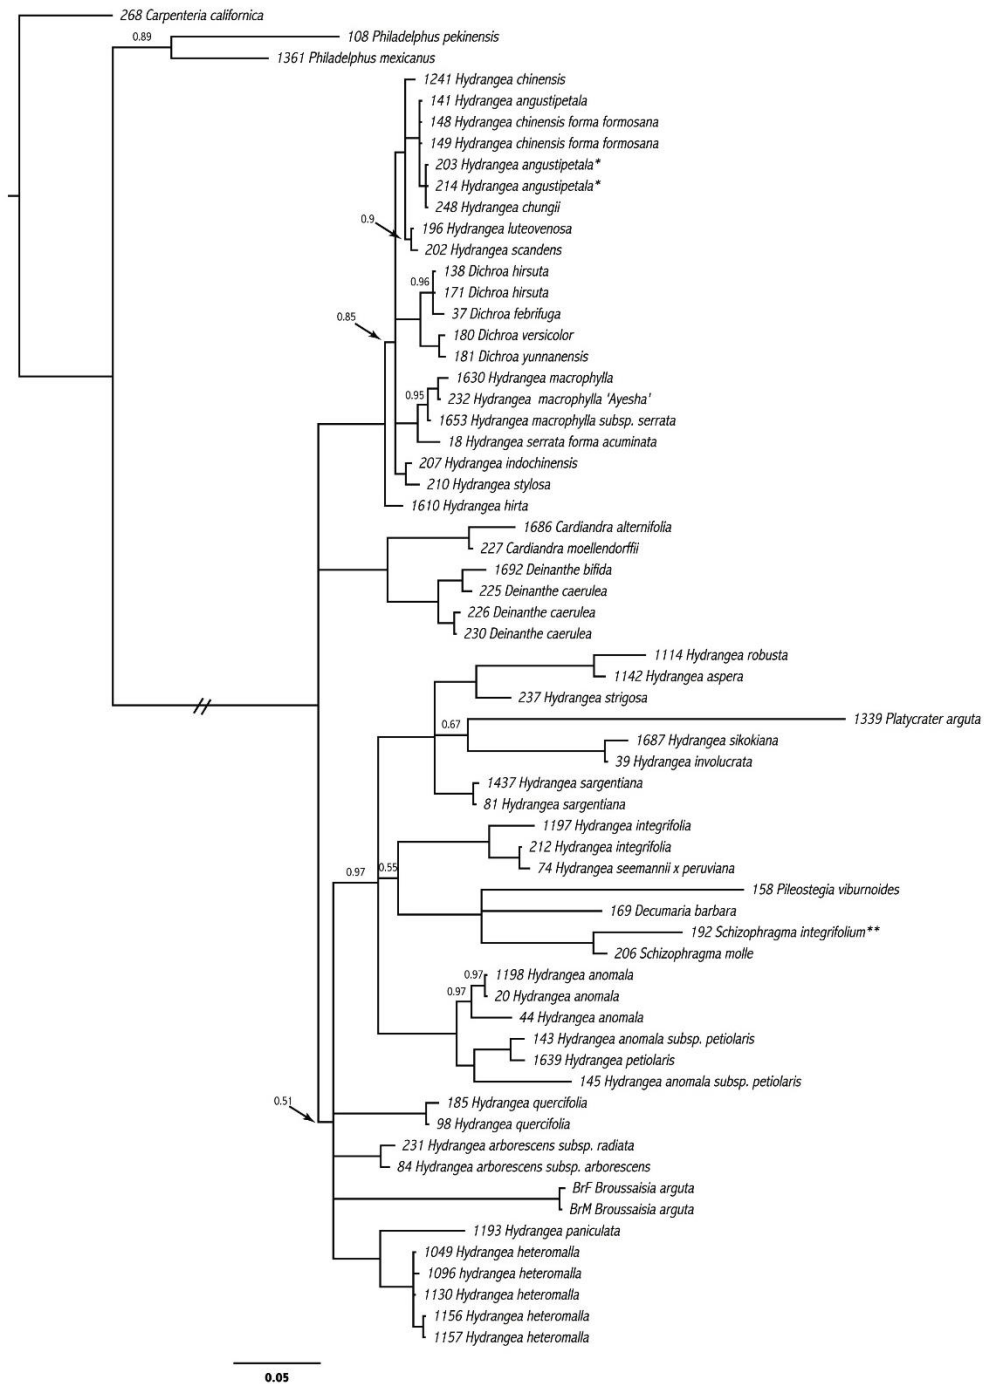 268 Carpenteria californica
0.89
108 Philadelphus pekinensis
1361 Philadelphus mexicanus
1241 Hydrangea chinensis
141 Hydrangea angustipetala
148 Hydrangea chinensis forma formosana
149 Hydrangea chinensis forma formosana
203 Hydrangea angustipetala*
214 Hydrangea angustipetala*
248 Hydrangea chungii
0.9
196 Hydrangea luteovenosa
202 Hydrangea scandens
138 Dichroa hirsuta
0.96
171 Dichroa hirsuta
37 Dichroa febrifuga
0.85
180 Dichroa versicolor
181 Dichroa yunnanensis
1630 Hydrangea macrophylla
0.95
232 Hydrangea macrophylla 'Ayesha'
1653 Hydrangea macrophylla subsp. serrata
18 Hydrangea serrata forma acuminata
207 Hydrangea indochinensis
210 Hydrangea stylosa
1610 Hydrangea hirta
1686 Cardiandra alternifolia
227 Cardiandra moellendorffii
1692 Deinanthe bifida
225 Deinanthe caerulea
226 Deinanthe caerulea
230 Deinanthe caerulea
1114 Hydrangea robusta
1142 Hydrangea aspera
237 Hydrangea strigosa
0.67
1339 Platycrater arguta
1687 Hydrangea sikokiana
39 Hydrangea involucrata
1437 Hydrangea sargentiana
81 Hydrangea sargentiana
1197 Hydrangea integrifolia
212 Hydrangea integrifolia
0.97
0.55
74 Hydrangea seemannii x peruviana
158 Pileostegia viburnoides
169 Decumaria barbara
192 Schizophragma integrifolium**
206 Schizophragma molle
0.97
1198 Hydrangea anomala
0.97
20 Hydrangea anomala
44 Hydrangea anomala
143 Hydrangea anomala subsp. petiolaris
1639 Hydrangea petiolaris
145 Hydrangea anomala subsp. petiolaris
0.51
185 Hydrangea quercifolia
98 Hydrangea quercifolia
231 Hydrangea arborescens subsp. radiata
84 Hydrangea arborescens subsp. arborescens
BrF Broussaisia arguta
BrM Broussaisia arguta
1193 Hydrangea paniculata
1049 Hydrangea heteromalla
1096 hydrangea heteromalla
1130 Hydrangea heteromalla
1156 Hydrangea heteromalla
1157 Hydrangea heteromalla
0.05